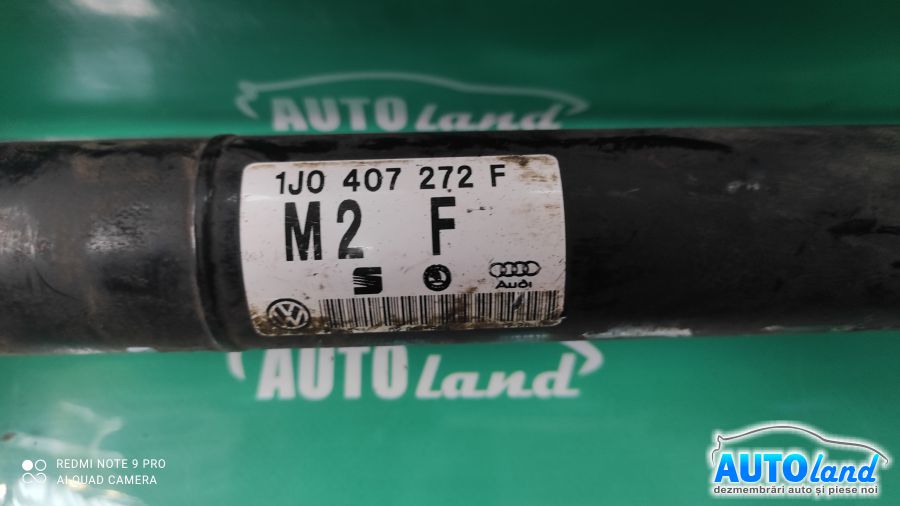 AUTOLand
1J0 407 272 F
M2 F
Audi
AUTOLand
REDMI NOTE 9 PRO
AI QUAD CAMERA
AUTOLand
dezmembrări auto și piese noi